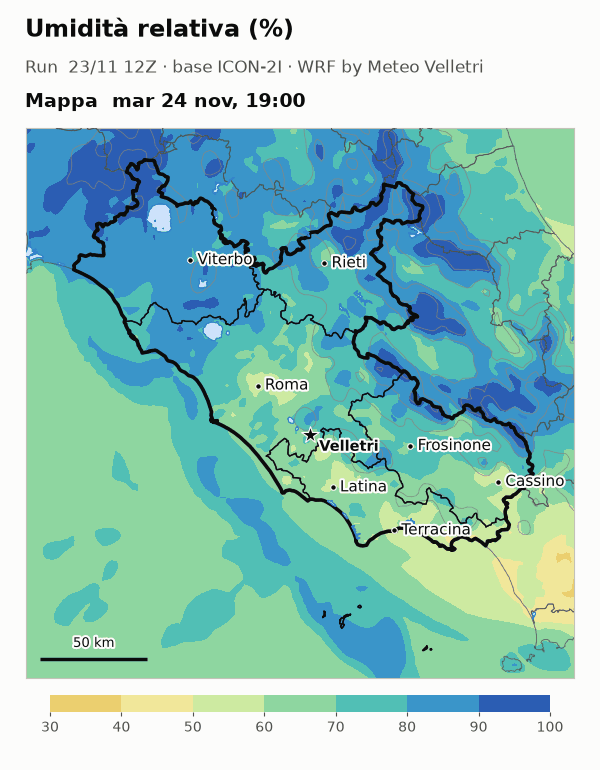 Umidità relativa (%)
Run  23/11 12Z · base ICON-2I · WRF by Meteo Velletri
Mappa  mar 24 nov, 19:00
Viterbo
Rieti
Roma
Velletri
Frosinone
Latina
Cassino
Terracina
50 km
30 40 50 60 70 80 90 100